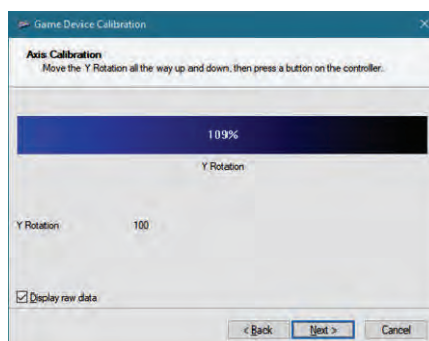 Game Device Calibration
Axis Calibration
Move the Y Rotation all the way up and down, then press a button on the controller.
109%
Y Rotation
Y Rotation 100
Display raw data
< Back Next > Cancel